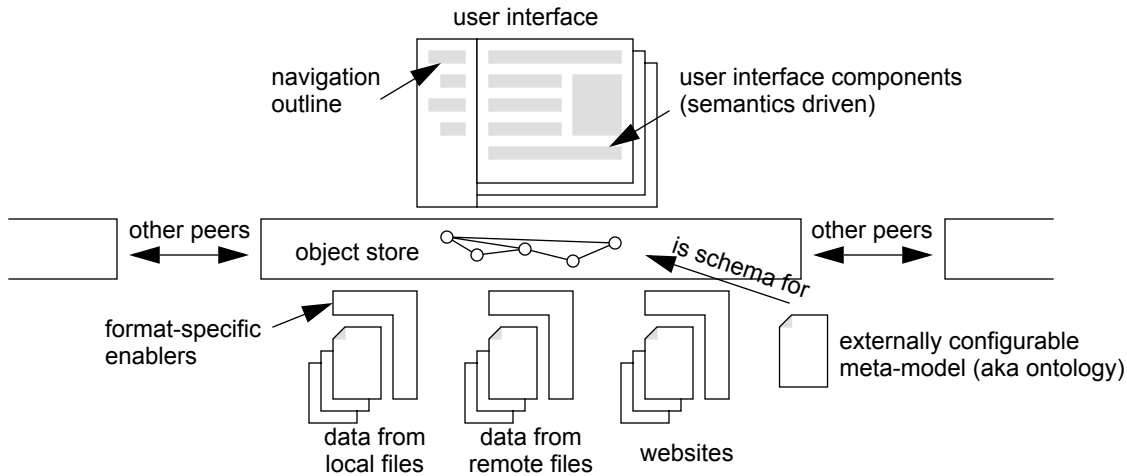 user interface
navigation
outline
user interface components
(semantics driven)
other peers
object store
is schema for
other peers
format-specific
enablers
externally configurable
meta-model (aka ontology)
data from
local files
data from
remote files
websites